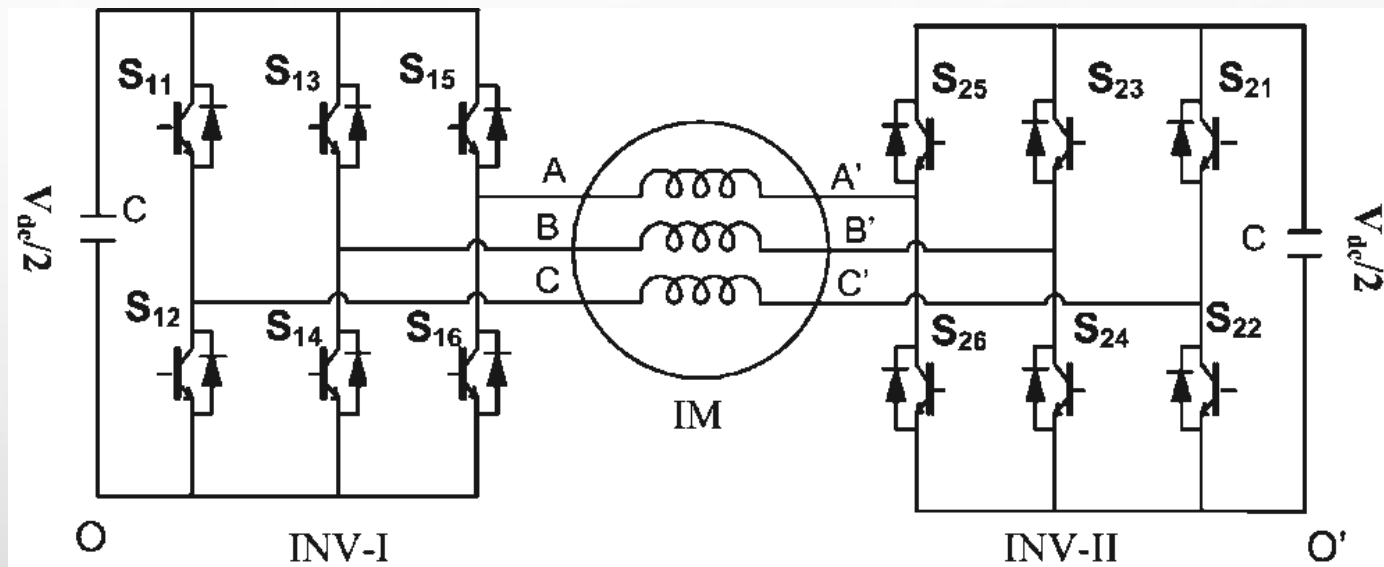 S11 S13 S15
S25 S23 S21
A A'
Vdc/2 C
B B'
C Vdc/2
C C'
S12 S14 S16
S26 S24 S22
IM
O INV-I INV-II O'